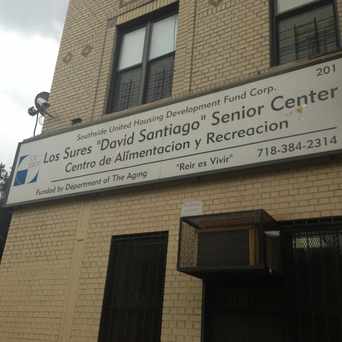 Southside United Housing Development Fund Corp. 201
Los Sures "David Santiago" Senior Center
Centro de Alimentacion y Recreacion
Funded by Department of The Aging "Reir es Vivir" 718-384-2314